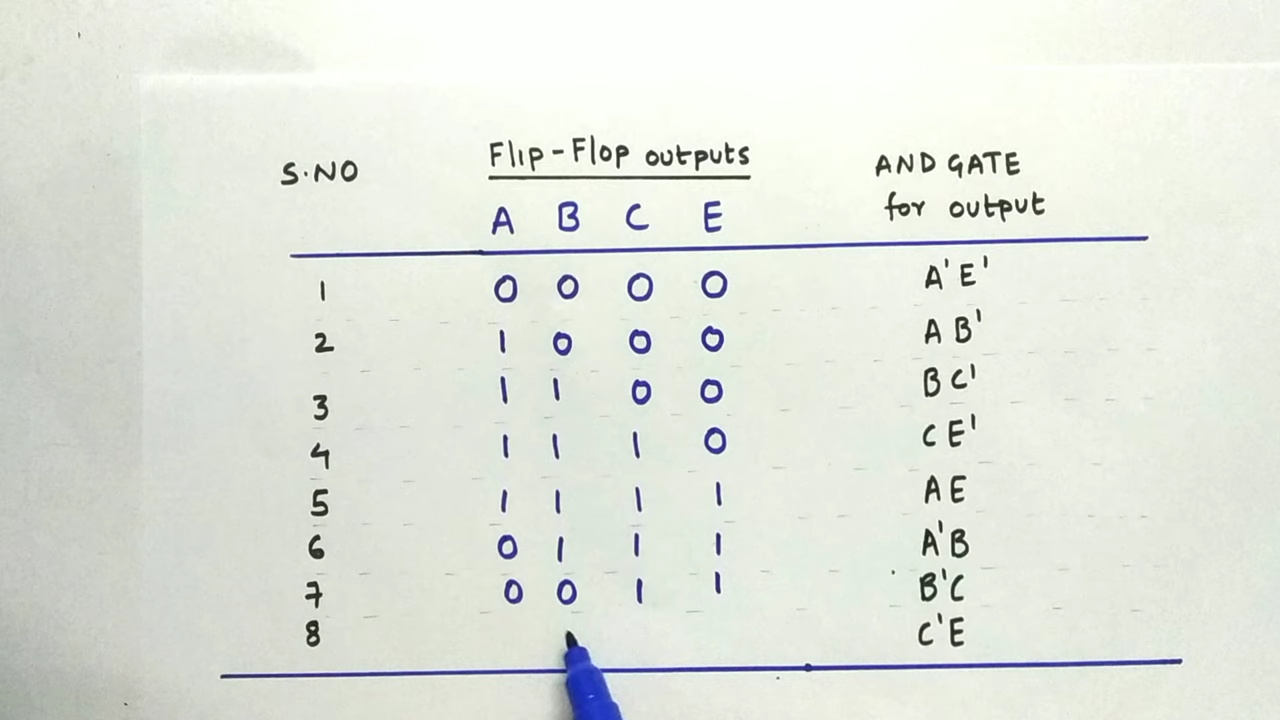 S.NO Flip-Flop outputs AND GATE for output
A B C E
1 0 0 0 0 A'E'
2 1 0 0 0 AB'
3 1 1 0 0 BC'
4 1 1 1 0 CE'
5 1 1 1 1 AE
6 0 1 1 1 A'B
7 0 0 1 1 B'C
8 C'E